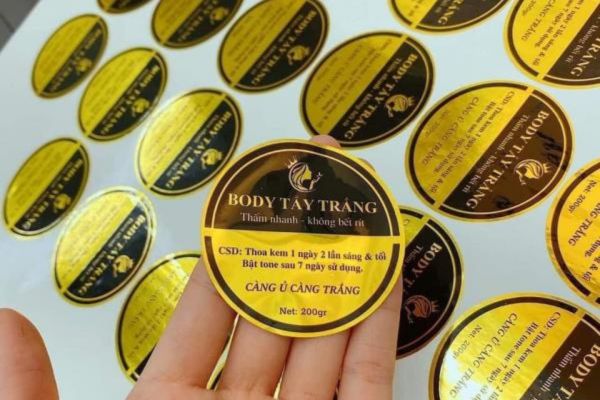 BODY TẨY TRẮNG
Thấm nhanh - không bết rít
CSD: Thoa kem 1 ngày 2 lần sáng & tối
Bật tone sau 7 ngày sử dụng.
CÀNG Ủ CÀNG TRẮNG
Net: 200gr